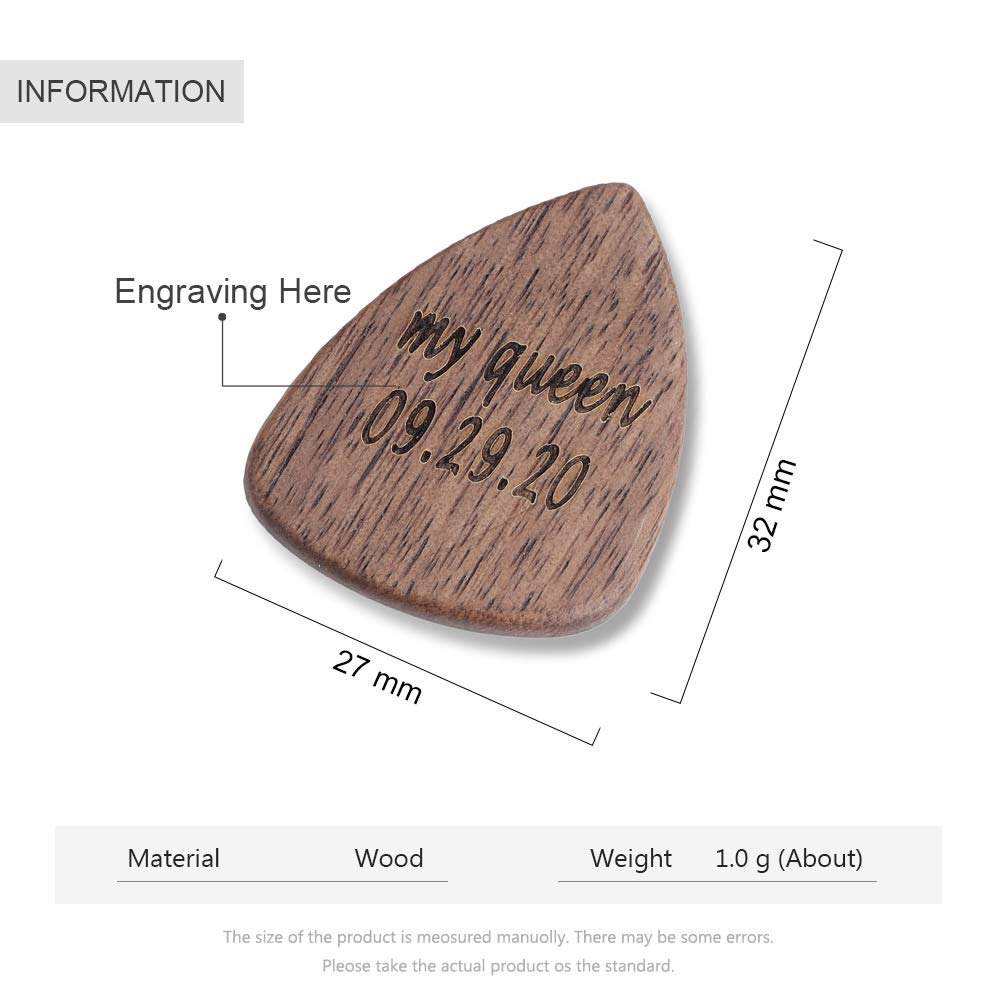 INFORMATION
Engraving Here
my queen
09.29.20
32 mm
27 mm
Material Wood Weight 1.0 g (About)
The size of the product is meosured manuolly. There may be some errors.
Pleose take the actual product os the standard.